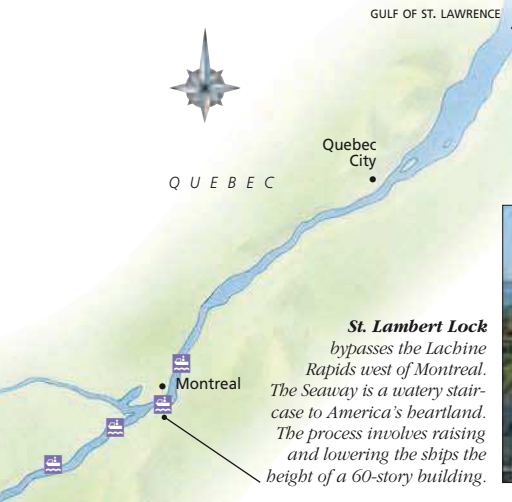 GULF OF ST. LAWRENCE
Quebec
City
QUEBEC
St. Lambert Lock
bypasses the Lachine
Rapids west of Montreal.
The Seaway is a watery stair-
case to America's heartland.
The process involves raising
and lowering the ships the
height of a 60-story building.
Montreal